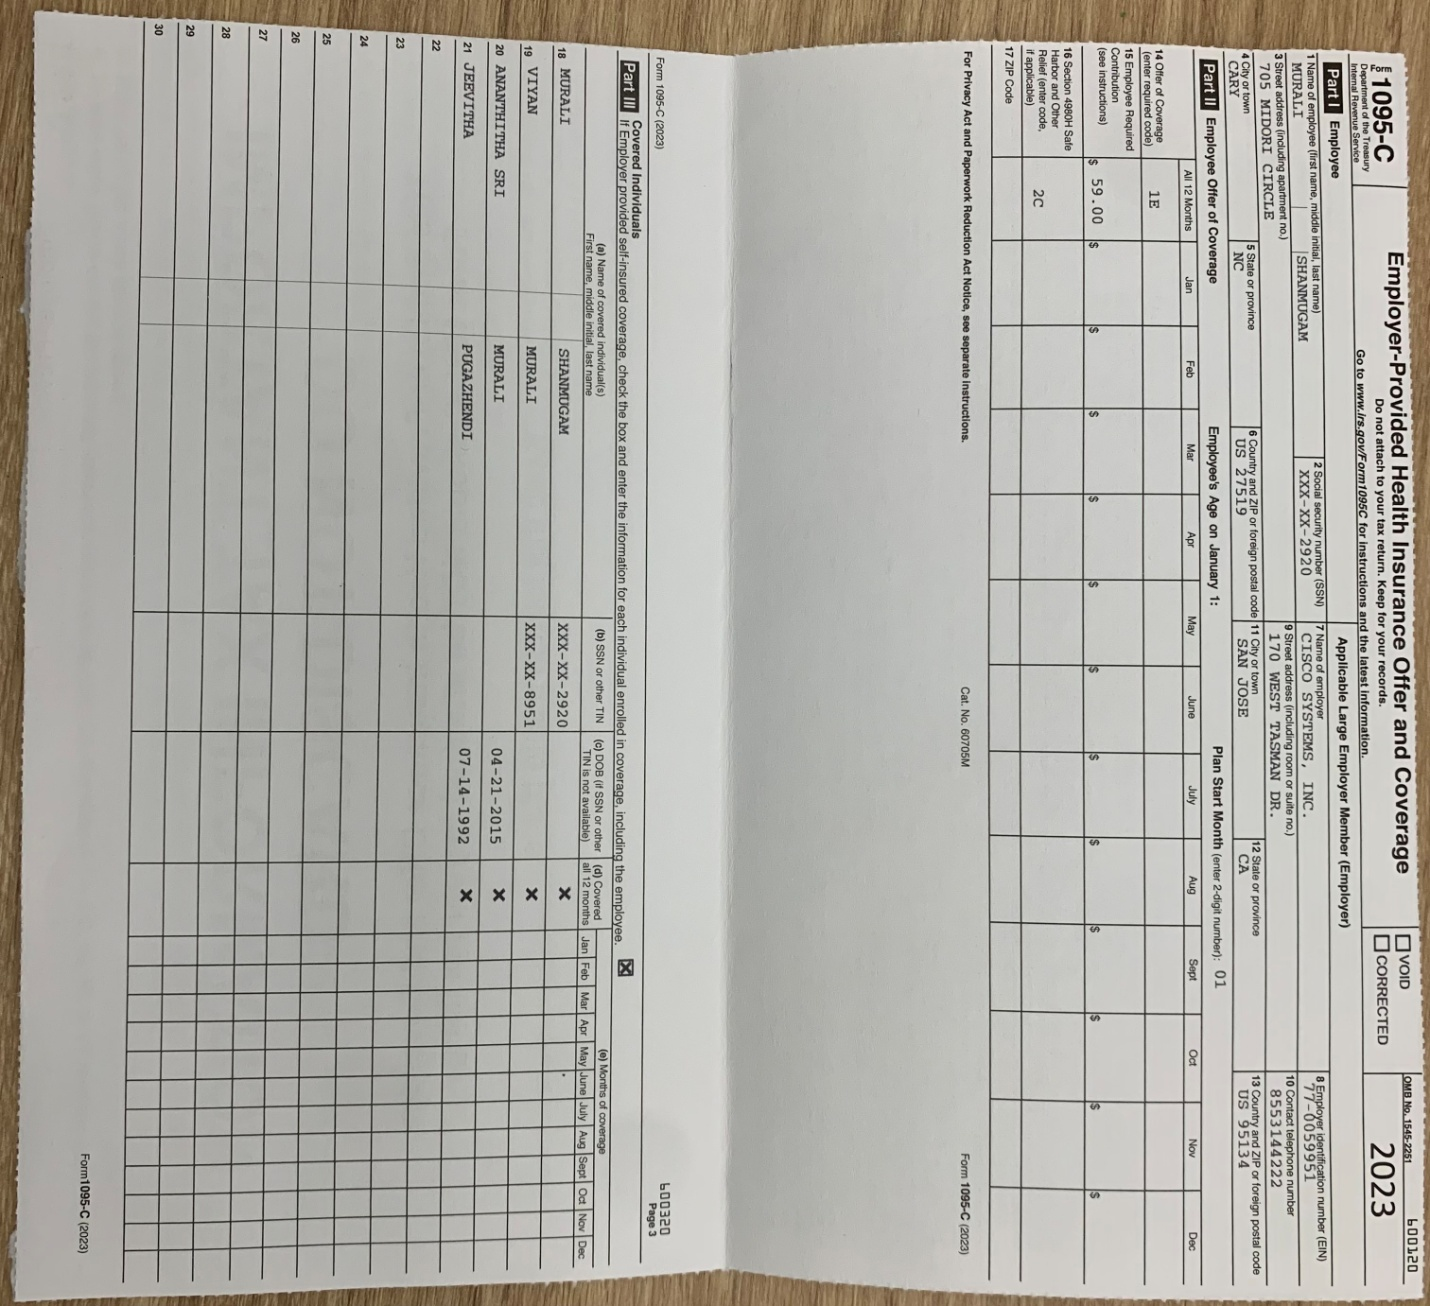 Form 1095-C
Department of the Treasury
Internal Revenue Service
Employer-Provided Health Insurance Offer and Coverage
Do not attach to your tax return. Keep for your records.
Go to www.irs.gov/Form1095C for instructions and the latest information.
VOID
CORRECTED
OMB No. 1545-2251
600120
2023
Part I Employee
Applicable Large Employer Member (Employer)
1 Name of employee (first name, middle initial, last name)
MURALI SHANMUGAM
2 Social security number (SSN)
XXX-XX-2920
7 Name of employer
CISCO SYSTEMS, INC.
8 Employer identification number (EIN)
77-0059951
3 Street address (including apartment no.)
705 MIDORI CIRCLE
9 Street address (including room or suite no.)
170 WEST TASMAN DR.
10 Contact telephone number
8553144222
4 City or town
CARY
5 State or province
NC
6 Country and ZIP or foreign postal code
US 27519
11 City or town
SAN JOSE
12 State or province
CA
13 Country and ZIP or foreign postal code
US 95134
Part II Employee Offer of Coverage
Employee's Age on January 1:
Plan Start Month (enter 2-digit number): 01
All 12 Months Jan Feb Mar Apr May June July Aug Sept Oct Nov Dec
14 Offer of Coverage
(enter required code)
1E
15 Employee Required
Contribution
(see instructions)
$ 59.00 $ $ $ $ $ $ $ $ $ $ $ $
16 Section 4980H Safe
Harbor and Other
Relief (enter code,
if applicable)
2C
17 ZIP Code
For Privacy Act and Paperwork Reduction Act Notice, see separate instructions.
Cat. No. 60705M
Form 1095-C (2023)
600320
Form 1095-C (2023)
Page 3
Part III Covered Individuals
If Employer provided self-insured coverage, check the box and enter the information for each individual enrolled in coverage, including the employee. X
(a) Name of covered individual(s)
First name, middle initial, last name
(b) SSN or other TIN
(c) DOB (if SSN or other
TIN is not available)
(d) Covered
all 12 months
(e) Months of coverage
Jan Feb Mar Apr May June July Aug Sept Oct Nov Dec
18 MURALI SHANMUGAM XXX-XX-2920 X
19 VIYAN MURALI XXX-XX-8951 X
20 ANANTHITHA SRI MURALI 04-21-2015 X
21 JEEVITHA PUGAZHENDI 07-14-1992 X
22
23
24
25
26
27
28
29
30
Form1095-C (2023)